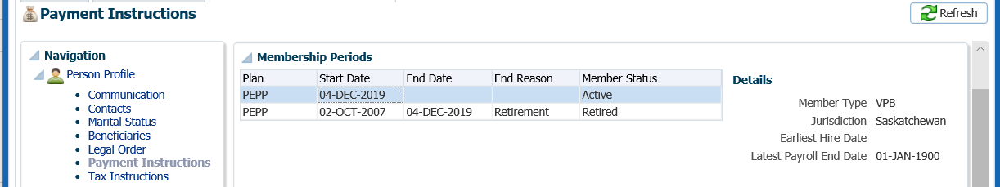 Payment Instructions
Refresh
Navigation
Person Profile
Communication
Contacts
Marital Status
Beneficiaries
Legal Order
Payment Instructions
Tax Instructions
Membership Periods
Plan Start Date End Date End Reason Member Status
PEPP 04-DEC-2019 Active
PEPP 02-OCT-2007 04-DEC-2019 Retirement Retired
Details
Member Type VPB
Jurisdiction Saskatchewan
Earliest Hire Date
Latest Payroll End Date 01-JAN-1900